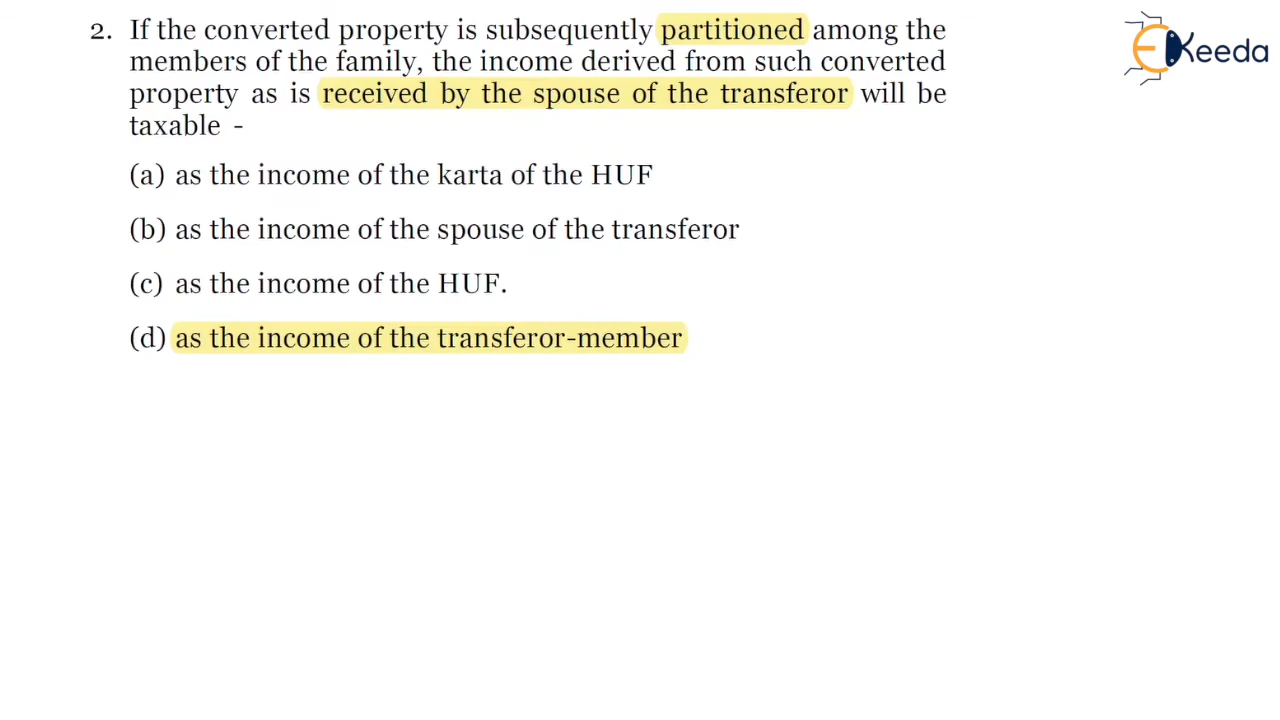 2. If the converted property is subsequently partitioned among the
members of the family, the income derived from such converted
property as is received by the spouse of the transferor will be
taxable -
(a) as the income of the karta of the HUF
(b) as the income of the spouse of the transferor
(c) as the income of the HUF.
(d) as the income of the transferor-member
EKeeda